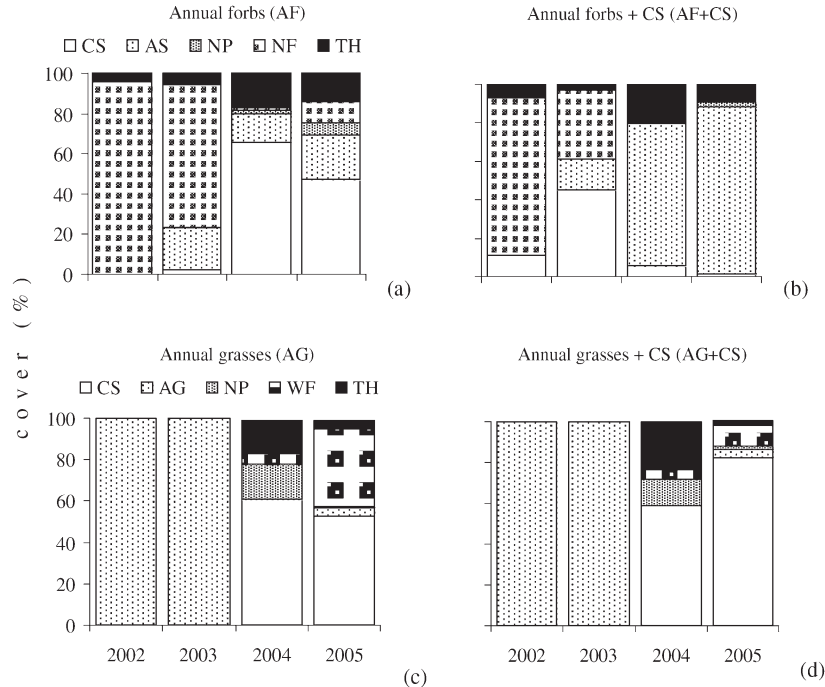 Annual forbs (AF)
CS AS NP NF TH
100
80
60
40
20
0
(a)
Annual forbs + CS (AF+CS)
(b)
cover (%)
Annual grasses (AG)
CS AG NP WF TH
100
80
60
40
20
0
2002 2003 2004 2005
(c)
Annual grasses + CS (AG+CS)
2002 2003 2004 2005
(d)